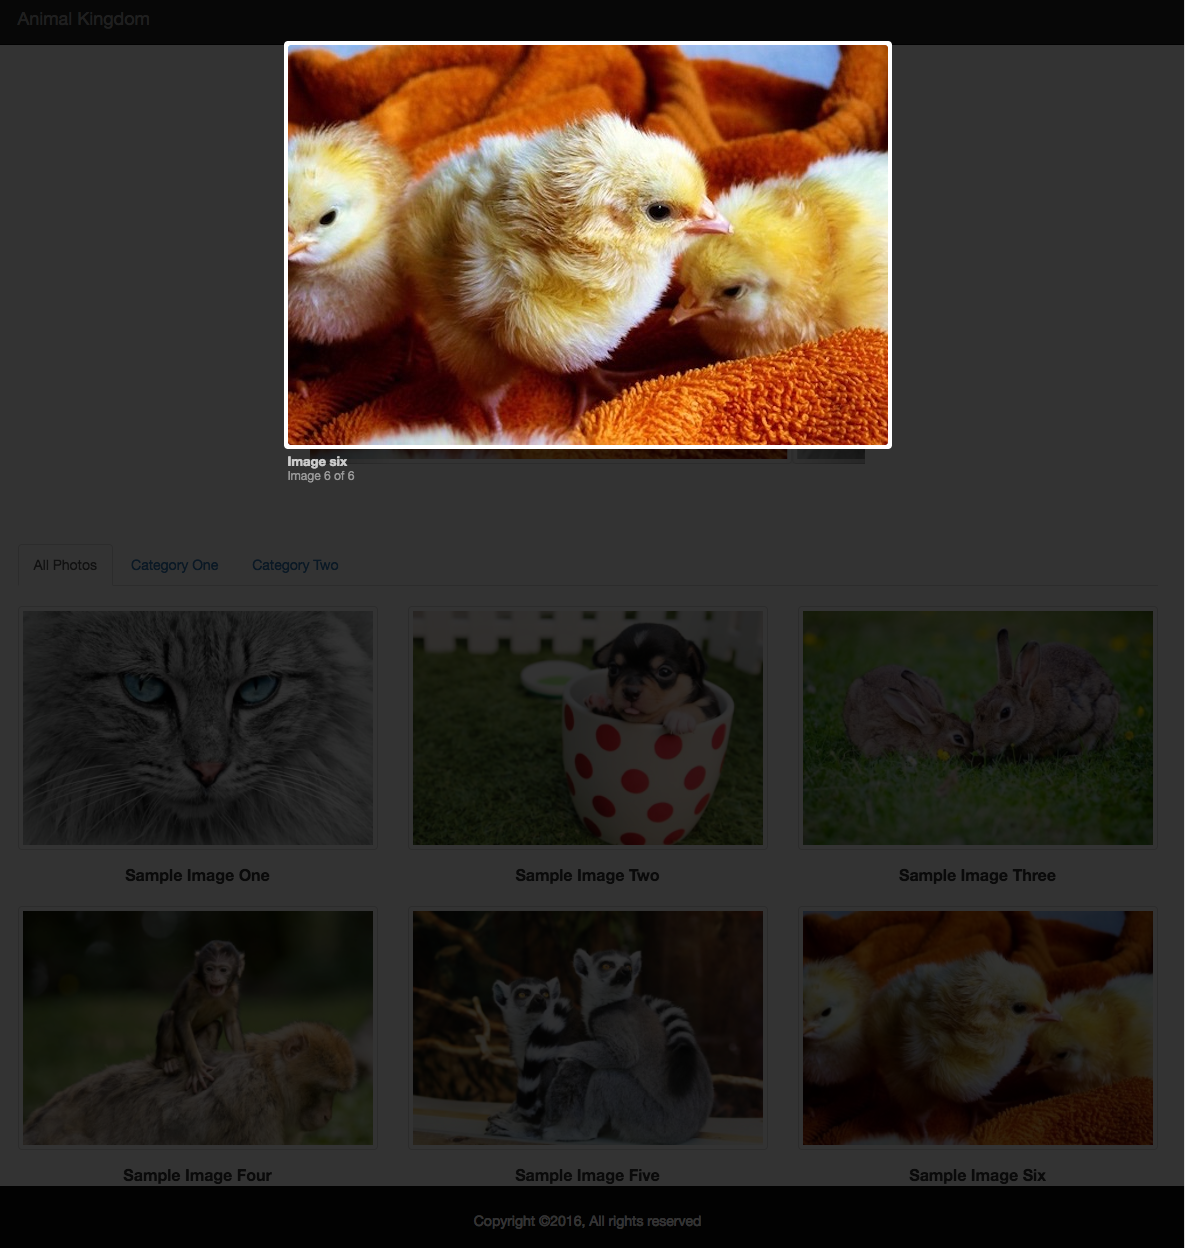 Animal Kingdom
Image six
Image 6 of 6
All Photos
Category One
Category Two
Sample Image One
Sample Image Two
Sample Image Three
Sample Image Four
Sample Image Five
Sample Image Six
Copyright ©2016, All rights reserved